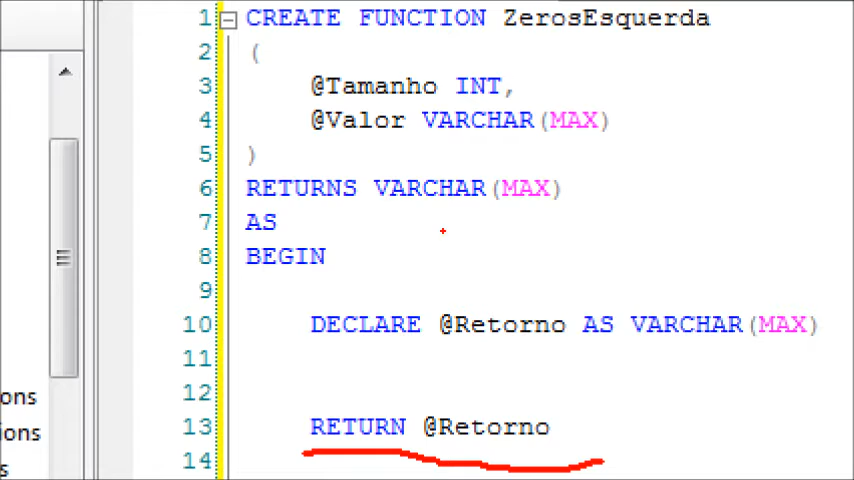 1 CREATE FUNCTION ZerosEsquerda
2 (
3 @Tamanho INT,
4 @Valor VARCHAR(MAX)
5 )
6 RETURNS VARCHAR(MAX)
7 AS
8 BEGIN
9
10 DECLARE @Retorno AS VARCHAR(MAX)
11
12
ons
13 RETURN @Retorno
ions
14
s